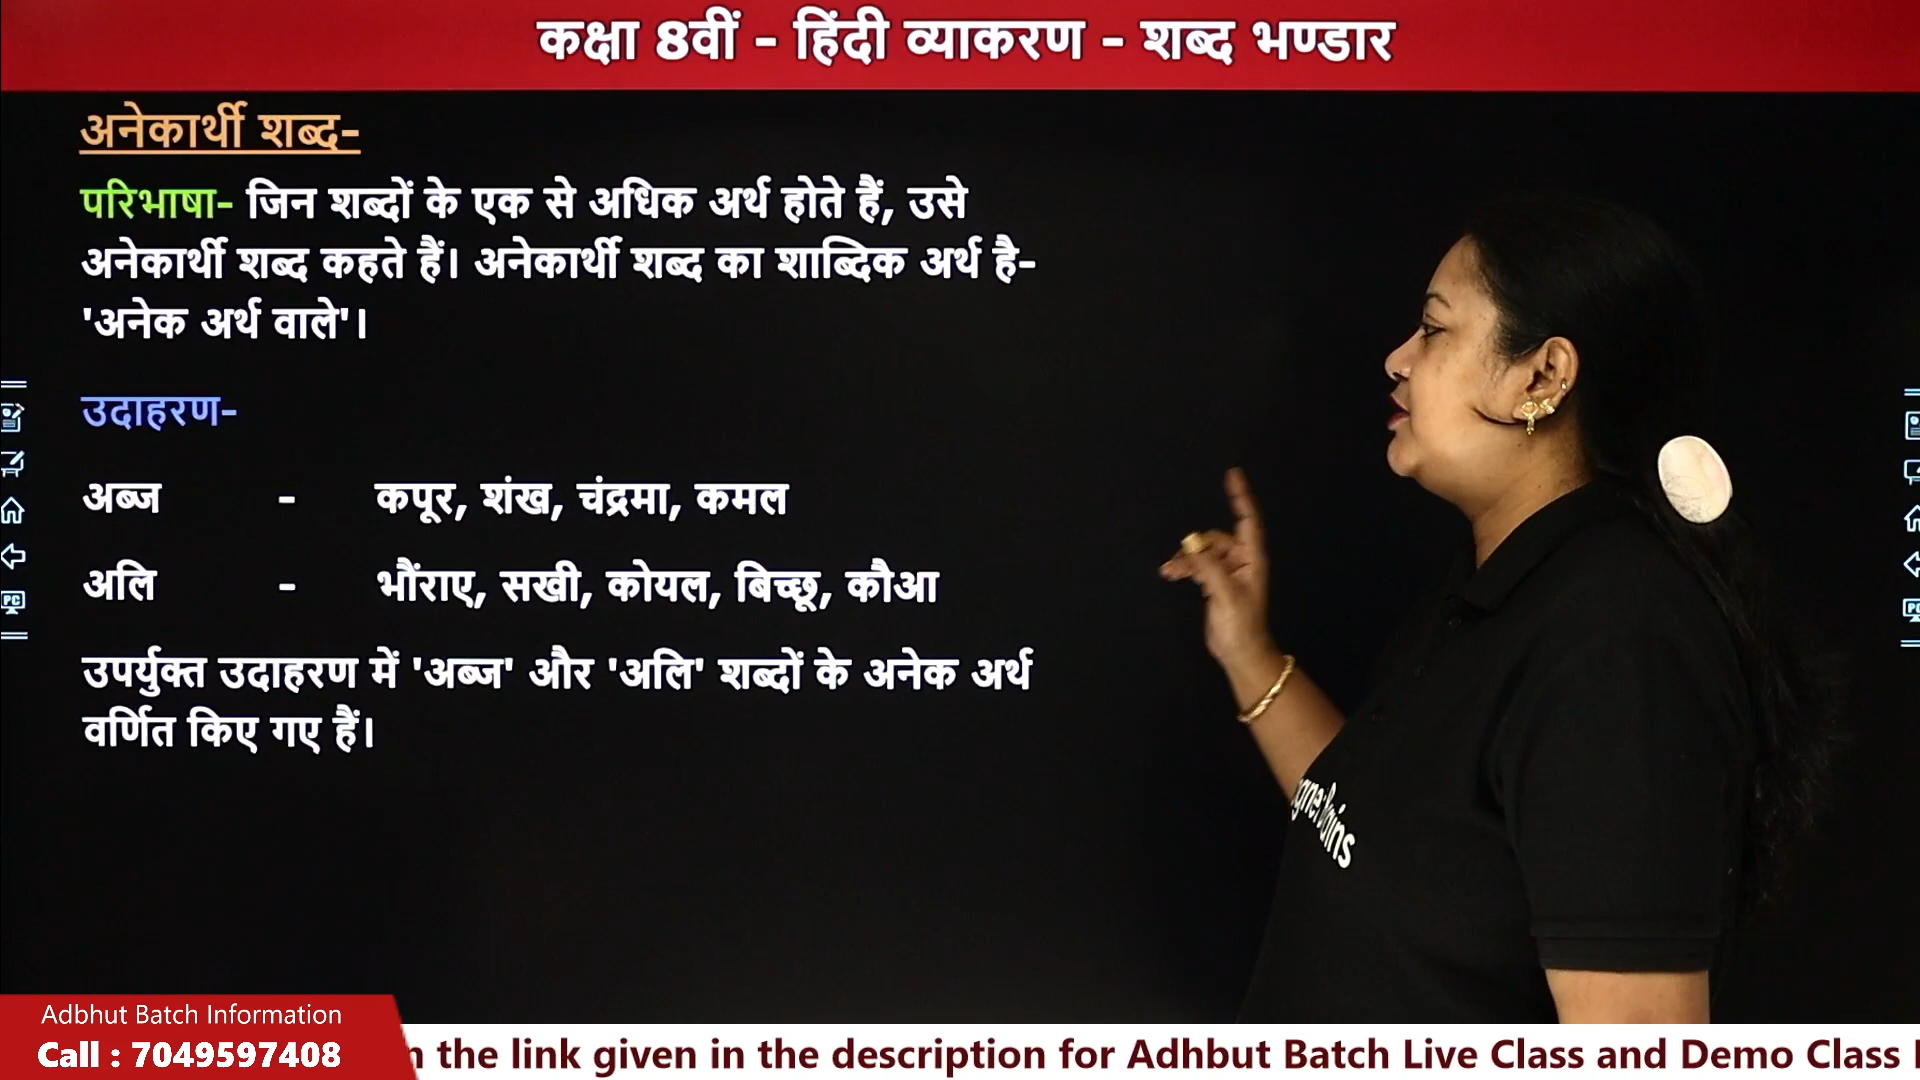 कक्षा 8वीं - हिंदी व्याकरण - शब्द भण्डार
अनेकार्थी शब्द-
परिभाषा- जिन शब्दों के एक से अधिक अर्थ होते हैं, उसे
अनेकार्थी शब्द कहते हैं। अनेकार्थी शब्द का शाब्दिक अर्थ है-
'अनेक अर्थ वाले'।
उदाहरण-
अब्ज - कपूर, शंख, चंद्रमा, कमल
अलि - भौंराए, सखी, कोयल, बिच्छू, कौआ
उपर्युक्त उदाहरण में 'अब्ज' और 'अलि' शब्दों के अनेक अर्थ
वर्णित किए गए हैं।
PC
Brains
Adbhut Batch Information
Call : 7049597408
the link given in the description for Adhbut Batch Live Class and Demo Class